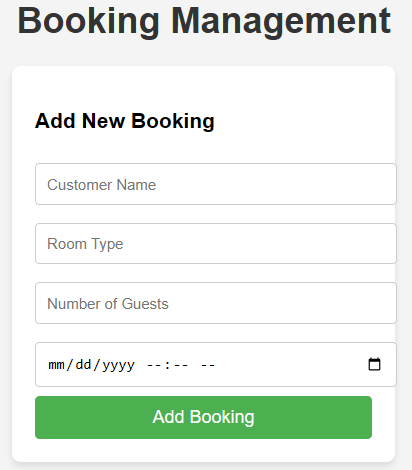 Booking Management
Add New Booking
Customer Name
Room Type
Number of Guests
mm/dd/yyyy --:-- --
Add Booking